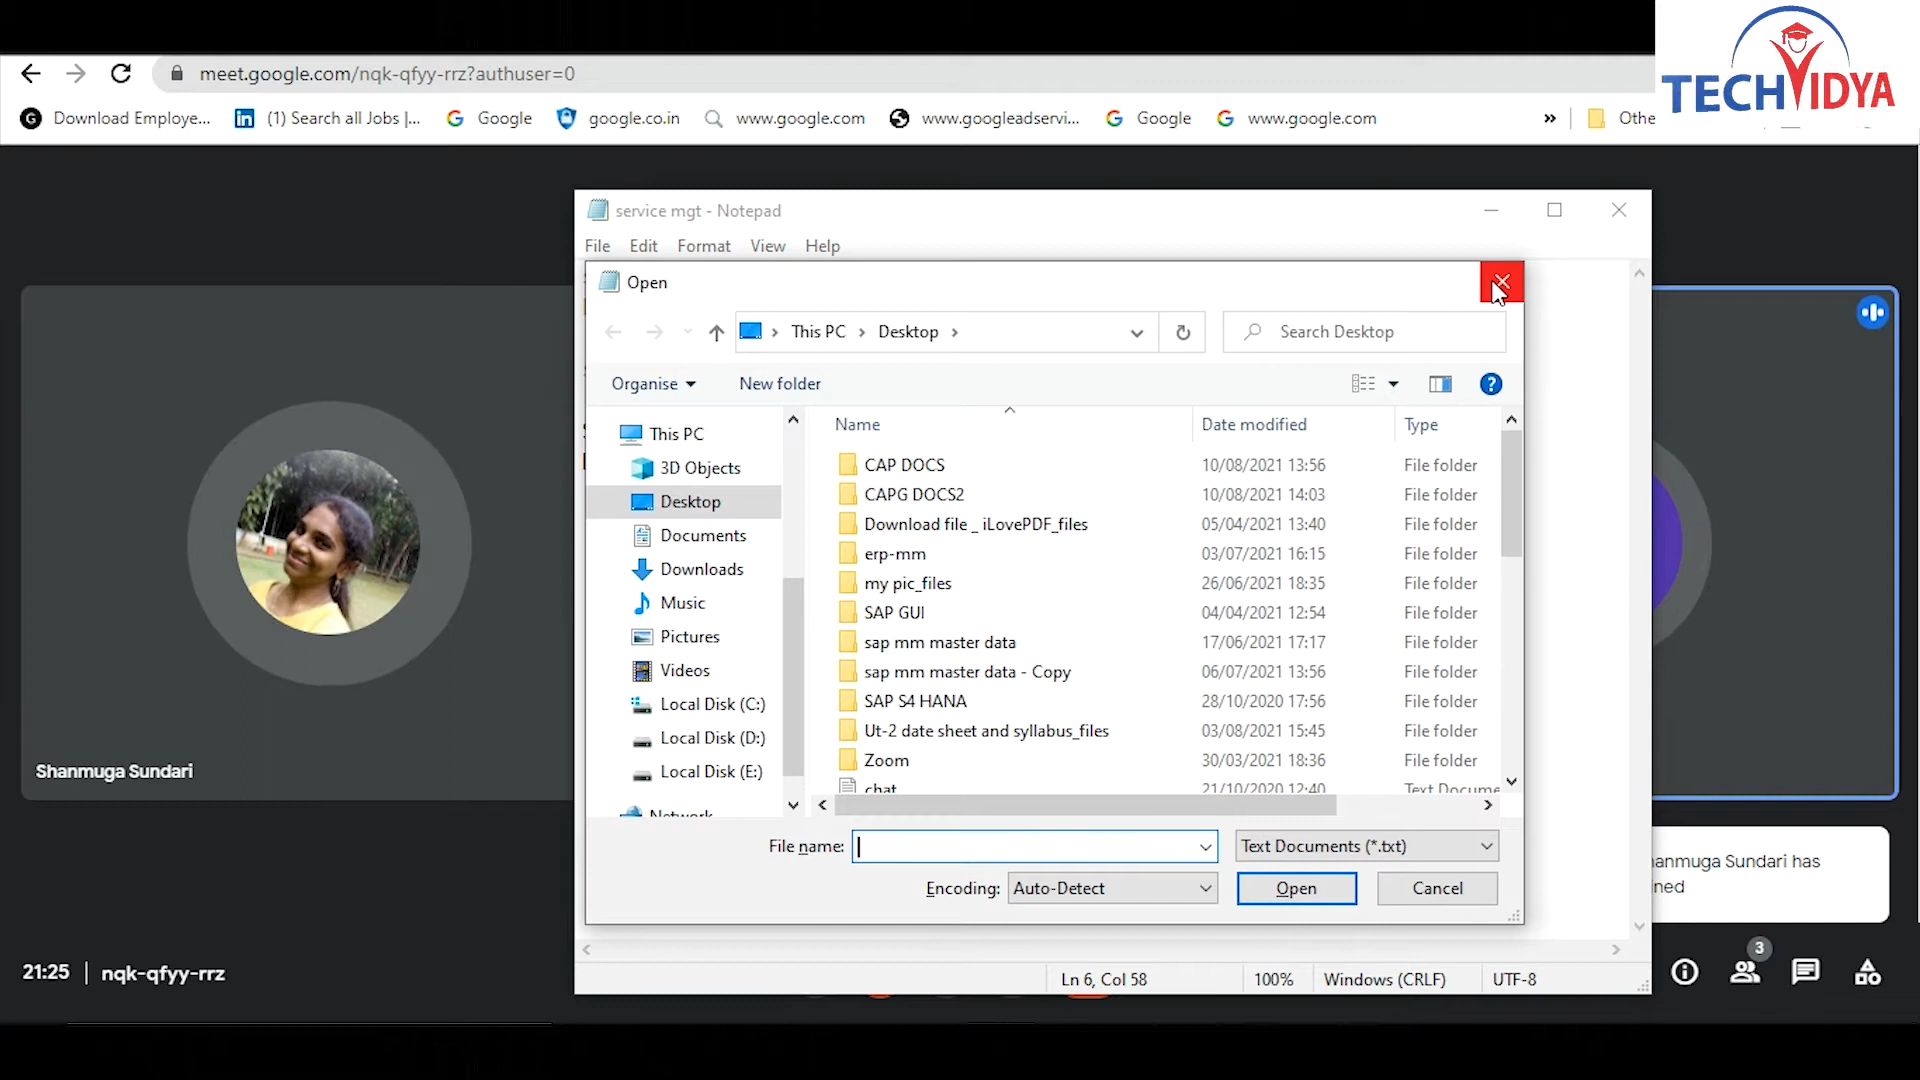 TECHVIDYA
meet.google.com/nqk-qfyy-rrz?authuser=0
Download Employe...
(1) Search all Jobs |...
Google
google.co.in
www.google.com
www.googleadservi...
Google
www.google.com
»
Othe
service mgt - Notepad
File Edit Format View Help
Open
This PC > Desktop >
Search Desktop
Organise New folder
This PC
3D Objects
Desktop
Documents
Downloads
Music
Pictures
Videos
Local Disk (C:)
Local Disk (D:)
Local Disk (E:)
Network
Name Date modified Type
CAP DOCS 10/08/2021 13:56 File folder
CAPG DOCS2 10/08/2021 14:03 File folder
Download file _ iLovePDF_files 05/04/2021 13:40 File folder
erp-mm 03/07/2021 16:15 File folder
my pic_files 26/06/2021 18:35 File folder
SAP GUI 04/04/2021 12:54 File folder
sap mm master data 17/06/2021 17:17 File folder
sap mm master data - Copy 06/07/2021 13:56 File folder
SAP S4 HANA 28/10/2020 17:56 File folder
Ut-2 date sheet and syllabus_files 03/08/2021 15:45 File folder
Zoom 30/03/2021 18:36 File folder
chat 21/10/2020 12:40 Text Docume
File name:
Text Documents (*.txt)
Encoding: Auto-Detect
Open Cancel
Shanmuga Sundari
anmuga Sundari has
ned
21:25 | nqk-qfyy-rrz
Ln 6, Col 58 100% Windows (CRLF) UTF-8
3